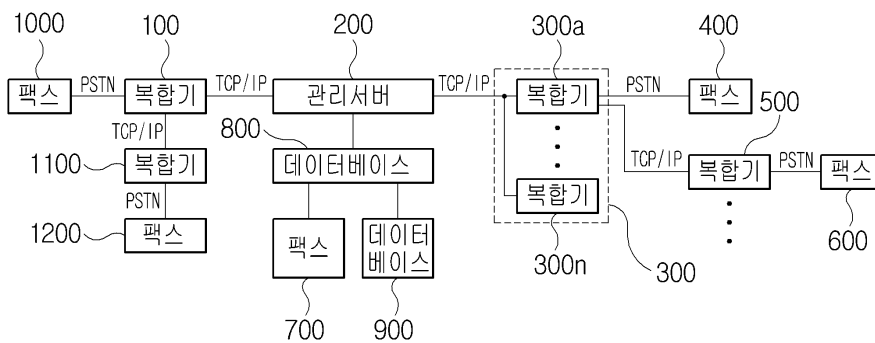 1000 100 200 300a 400
팩스 PSTN 복합기 TCP/IP 관리서버 TCP/IP 복합기 PSTN 팩스
TCP/IP 800 500
1100 복합기 데이터베이스 TCP/IP 복합기 PSTN 팩스
PSTN
1200 팩스 팩스 데이터 복합기 600
베이스
700 900 300n 300